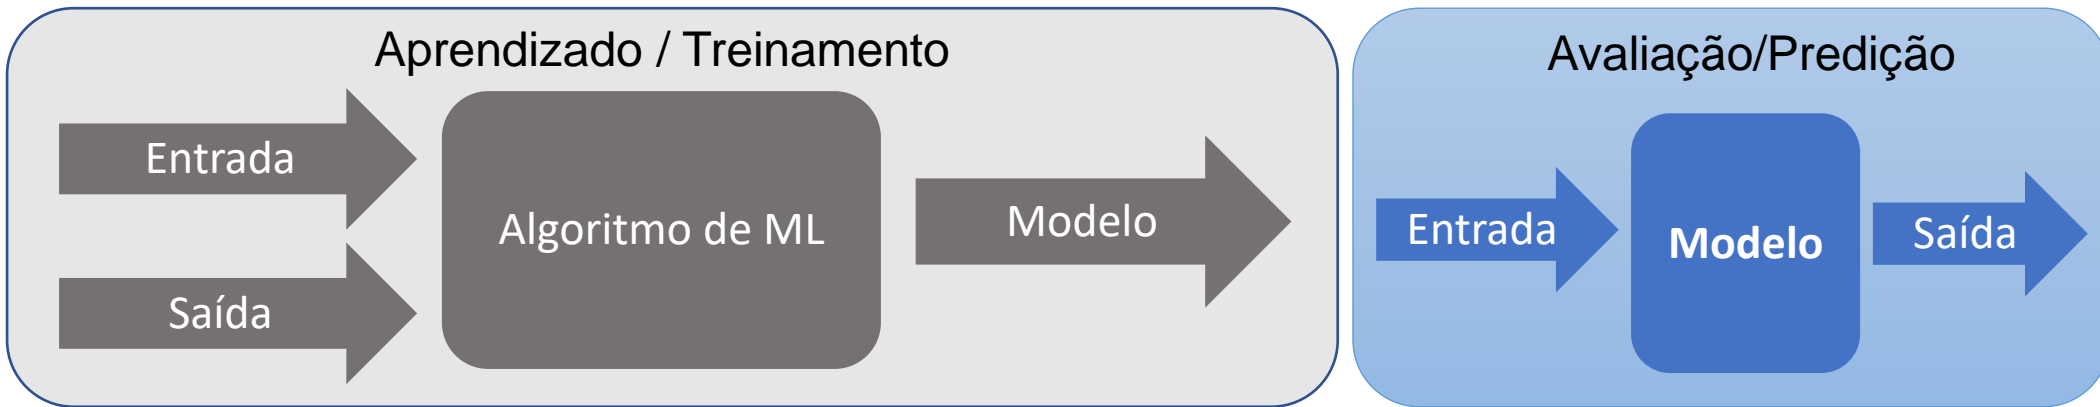 Aprendizado / Treinamento
Entrada
Saída
Algoritmo de ML
Modelo
Avaliação/Predição
Entrada
Modelo
Saída